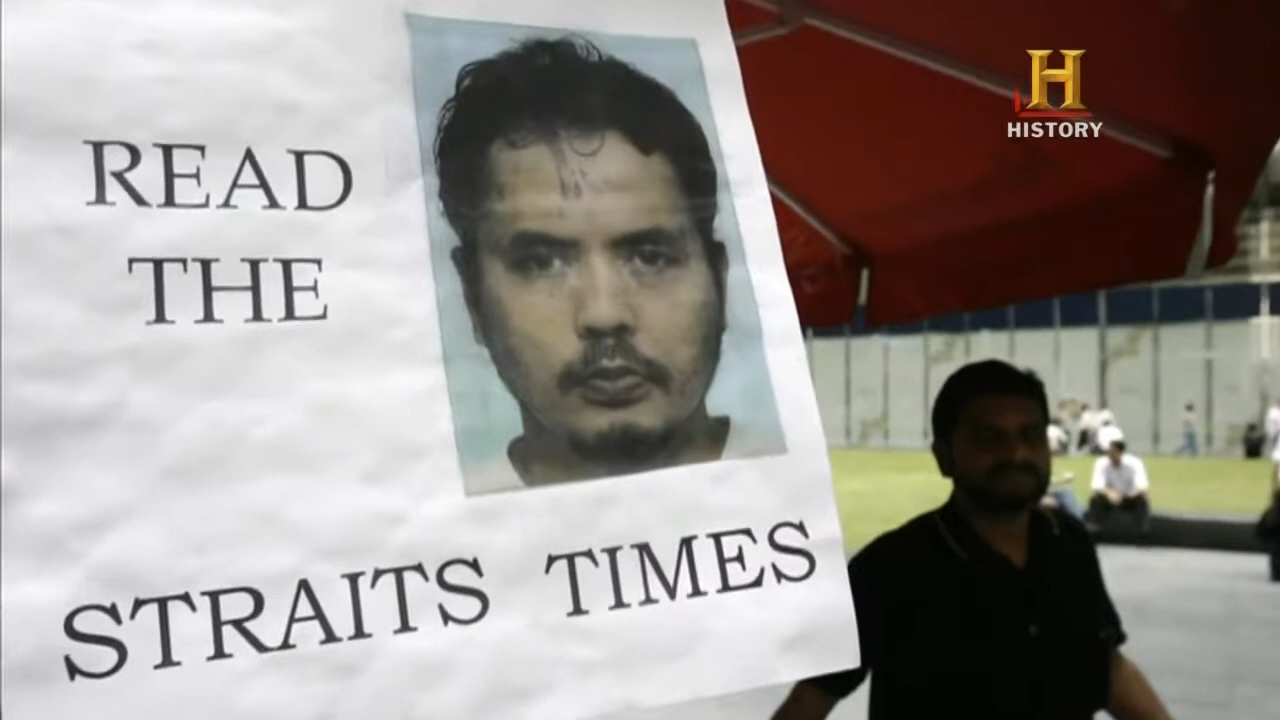 READ
THE
STRAITS TIMES
H
HISTORY